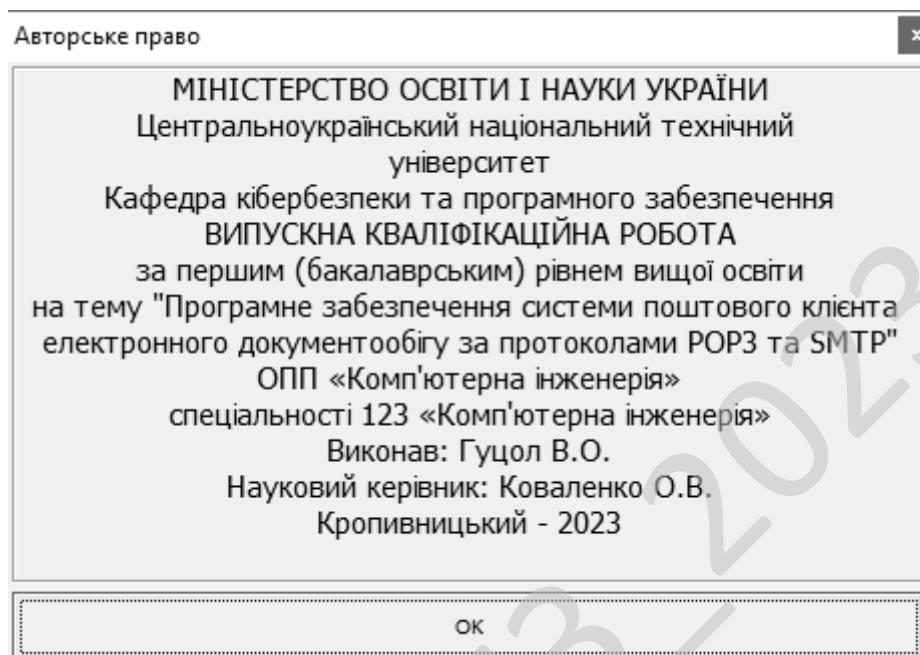 Авторське право
x
МІНІСТЕРСТВО ОСВІТИ І НАУКИ УКРАЇНИ
Центральноукраїнський національний технічний
університет
Кафедра кібербезпеки та програмного забезпечення
ВИПУСКНА КВАЛІФІКАЦІЙНА РОБОТА
за першим (бакалаврським) рівнем вищої освіти
на тему "Програмне забезпечення системи поштового клієнта
електронного документообігу за протоколами POP3 та SMTP"
ОПП «Комп'ютерна інженерія»
спеціальності 123 «Комп'ютерна інженерія»
Виконав: Гуцол В.О.
Науковий керівник: Коваленко О.В.
Кропивницький - 2023
ОК
3_2023